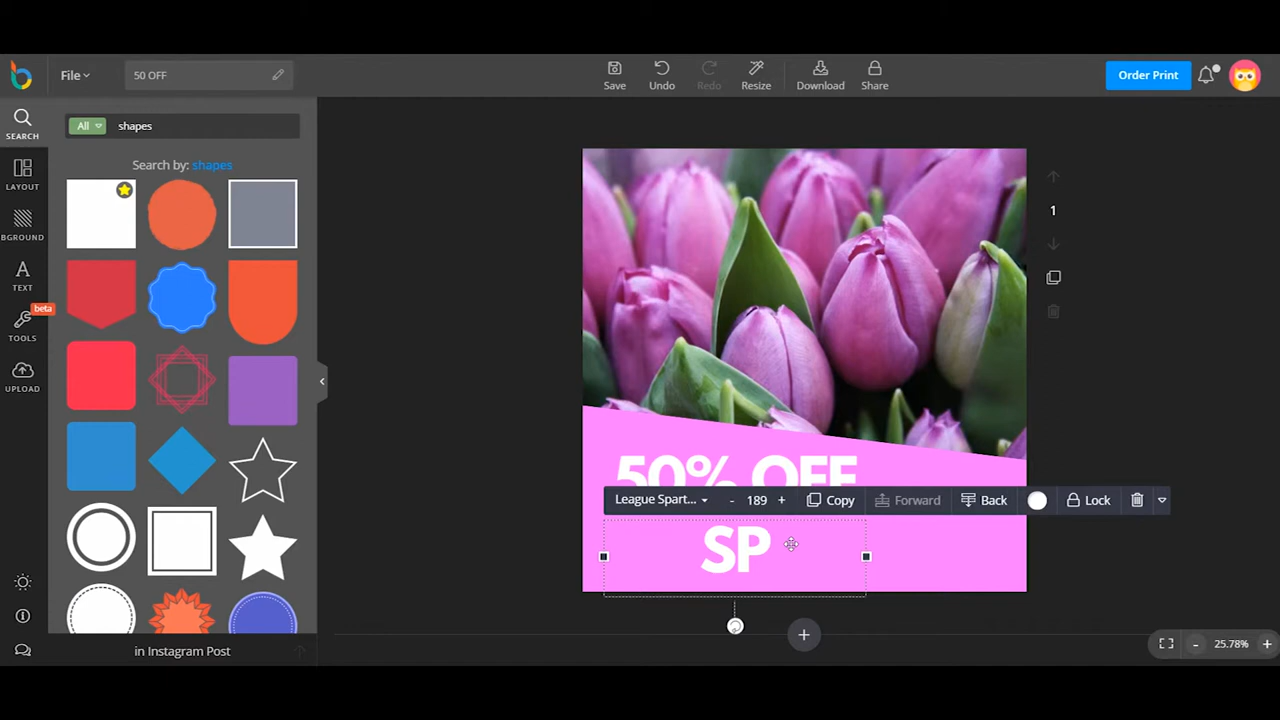 File
50 OFF
Save
Undo
Redo
Resize
Download
Share
Order Print
SEARCH
All
shapes
Search by: shapes
LAYOUT
BGROUND
TEXT
beta
TOOLS
UPLOAD
in Instagram Post
1
50% OFF
League Spart...
- 189 +
Copy
Forward
Back
Lock
SP
+
- 25.78% +